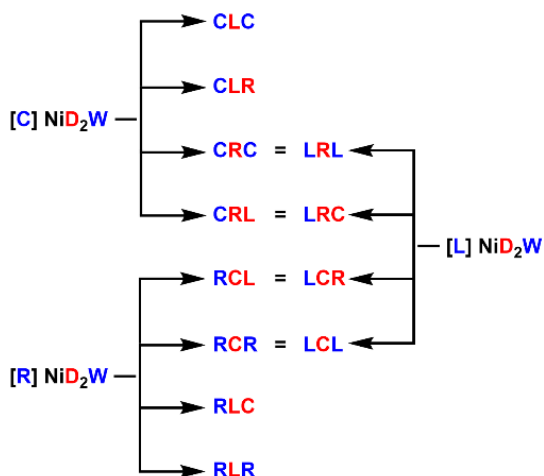 CLC
CLR
[C] NiD₂W
CRC = LRL
CRL = LRC
[L] NiD₂W
RCL = LCR
RCR = LCL
[R] NiD₂W
RLC
RLR